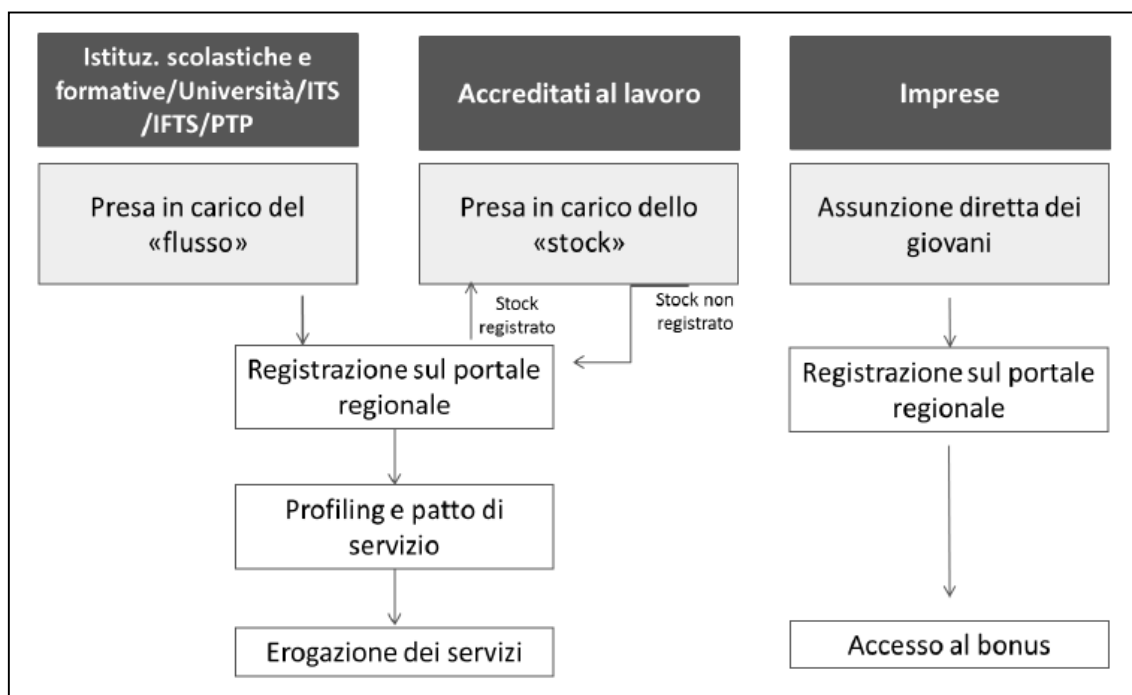 Istituz. scolastiche e
formative/Università/ITS
/IFTS/PTP
Accreditati al lavoro
Imprese
Presa in carico del
«flusso»
Presa in carico dello
«stock»
Assunzione diretta dei
giovani
Stock
registrato
Stock non
registrato
Registrazione sul portale
regionale
Registrazione sul portale
regionale
Profiling e patto di
servizio
Erogazione dei servizi
Accesso al bonus